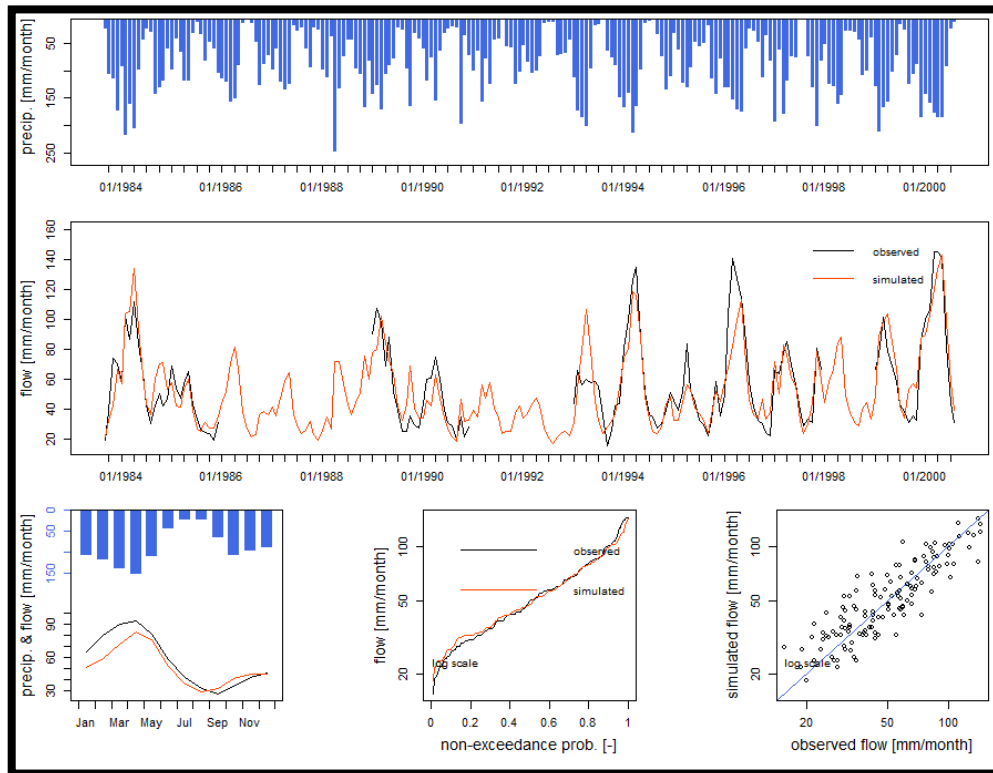 precip. [mm/month]
50
150
250
01/1984 01/1986 01/1988 01/1990 01/1992 01/1994 01/1996 01/1998 01/2000
flow [mm/month]
160
140
120
100
80
60
40
20
observed
simulated
01/1984 01/1986 01/1988 01/1990 01/1992 01/1994 01/1996 01/1998 01/2000
precip. & flow [mm/month]
0
50
150
90
70
50
30
Jan Mar May Jul Sep Nov
flow [mm/month]
100
50
20
observed
simulated
log scale
0 0.2 0.4 0.6 0.8 1
non-exceedance prob. [-]
simulated flow [mm/month]
100
50
20
log scale
20 50 100
observed flow [mm/month]